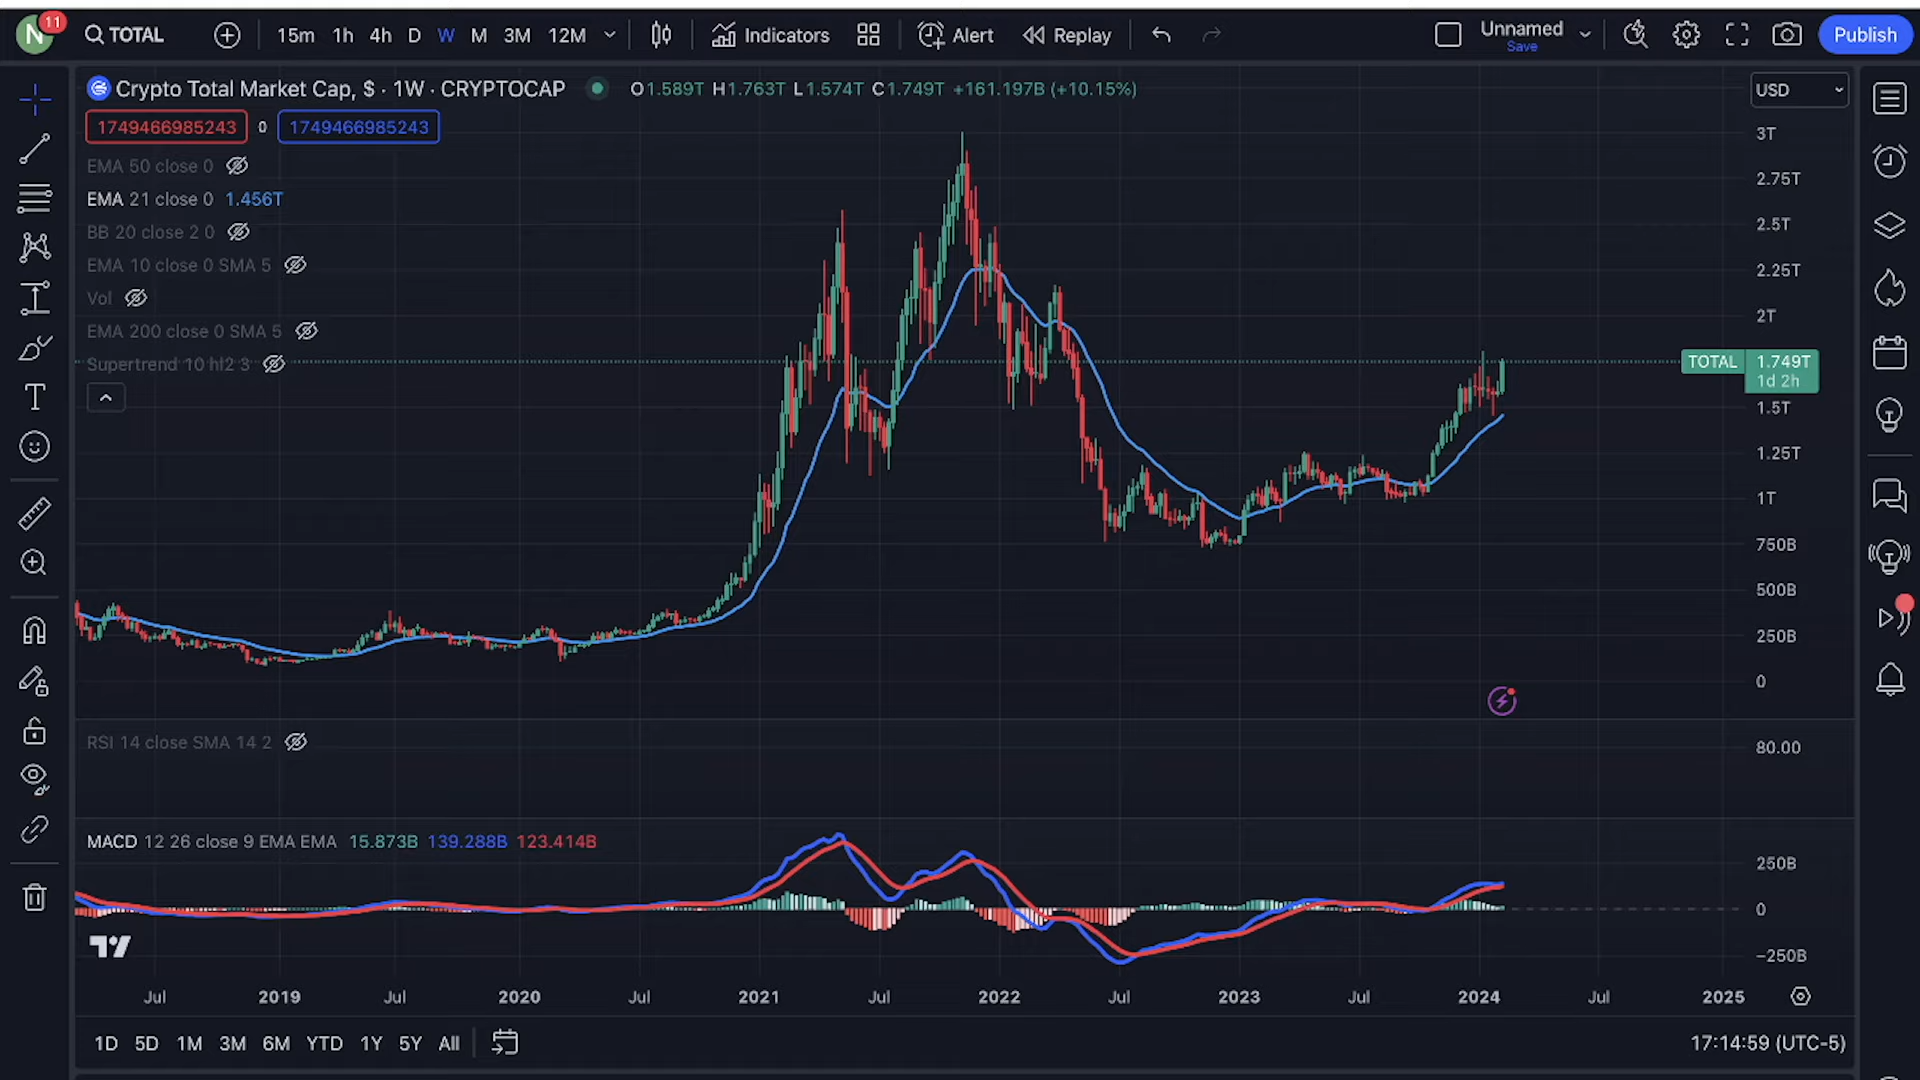 N 11 TOTAL 15m 1h 4h D W M 3M 12M Indicators Alert Replay Unnamed Save Publish
Crypto Total Market Cap, $ · 1W · CRYPTOCAP O1.589T H1.763T L1.574T C1.749T +161.197B (+10.15%) USD
1749466985243 0 1749466985243
3T
EMA 50 close 0
2.75T
EMA 21 close 0 1.456T
2.5T
BB 20 close 2 0
EMA 10 close 0 SMA 5
2.25T
Vol
2T
EMA 200 close 0 SMA 5
Supertrend 10 hl2 3
TOTAL 1.749T
1d 2h
1.5T
1.25T
1T
750B
500B
250B
0
RSI 14 close SMA 14 2
80.00
MACD 12 26 close 9 EMA EMA 15.873B 139.288B 123.414B
250B
0
−250B
Jul 2019 Jul 2020 Jul 2021 Jul 2022 Jul 2023 Jul 2024 Jul 2025
1D 5D 1M 3M 6M YTD 1Y 5Y All 17:14:59 (UTC-5)